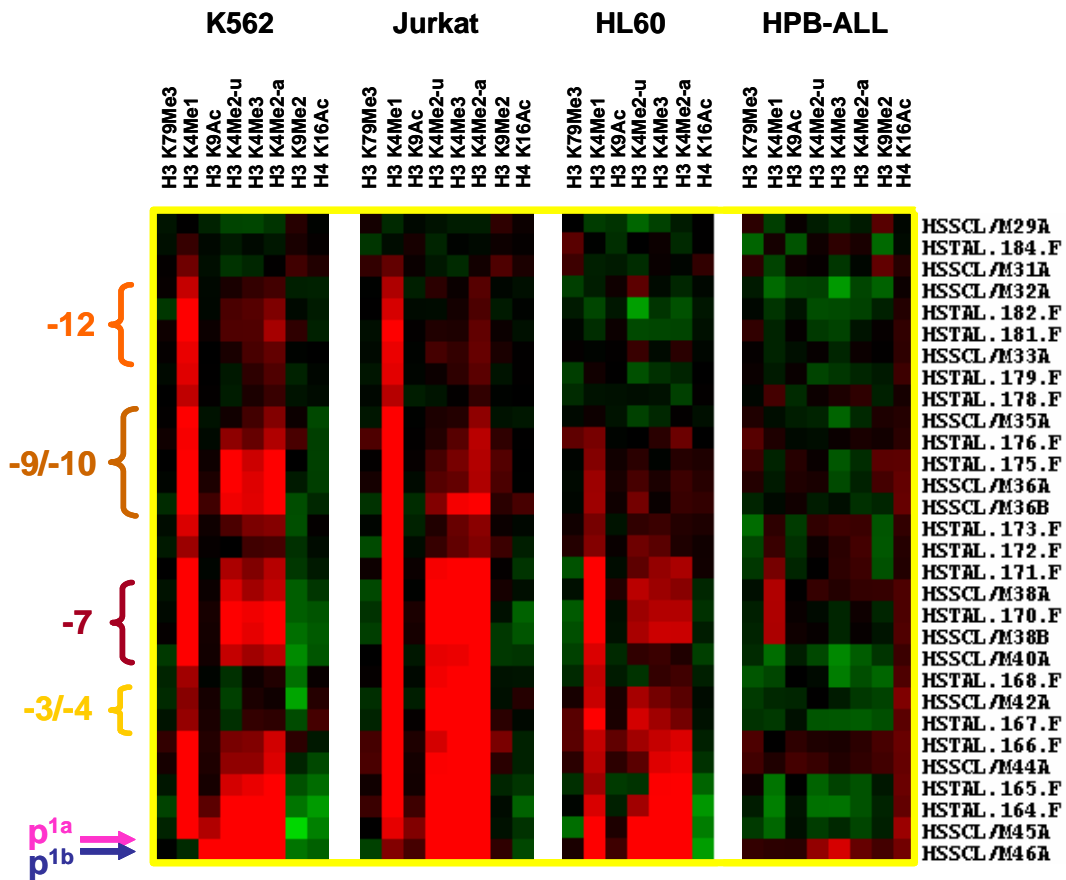 K562 Jurkat HL60 HPB-ALL
H3 K79Me3
H3 K4Me1
H3 K9Ac
H3 K4Me2-u
H3 K4Me3
H3 K4Me2-a
H3 K9Me2
H4 K16Ac
H3 K79Me3
H3 K4Me1
H3 K9Ac
H3 K4Me2-u
H3 K4Me3
H3 K4Me2-a
H3 K9Me2
H4 K16Ac
H3 K79Me3
H3 K4Me1
H3 K9Ac
H3 K4Me2-u
H3 K4Me3
H3 K4Me2-a
H4 K16Ac
H3 K79Me3
H3 K4Me1
H3 K9Ac
H3 K4Me2-u
H3 K4Me3
H3 K4Me2-a
H3 K9Me2
H4 K16Ac
HSSCL/M29A
HSTAL.184.F
HSSCL/M31A
HSSCL/M32A
HSTAL.182.F
-12
HSTAL.181.F
HSSCL/M33A
HSTAL.179.F
HSTAL.178.F
HSSCL/M35A
HSTAL.176.F
-9/-10
HSTAL.175.F
HSSCL/M36A
HSSCL/M36B
HSTAL.173.F
HSTAL.172.F
HSTAL.171.F
HSSCL/M38A
HSTAL.170.F
-7
HSSCL/M38B
HSSCL/M40A
HSTAL.168.F
HSSCL/M42A
-3/-4
HSTAL.167.F
HSTAL.166.F
HSSCL/M44A
HSTAL.165.F
HSTAL.164.F
p1a
HSSCL/M45A
p1b
HSSCL/M46A